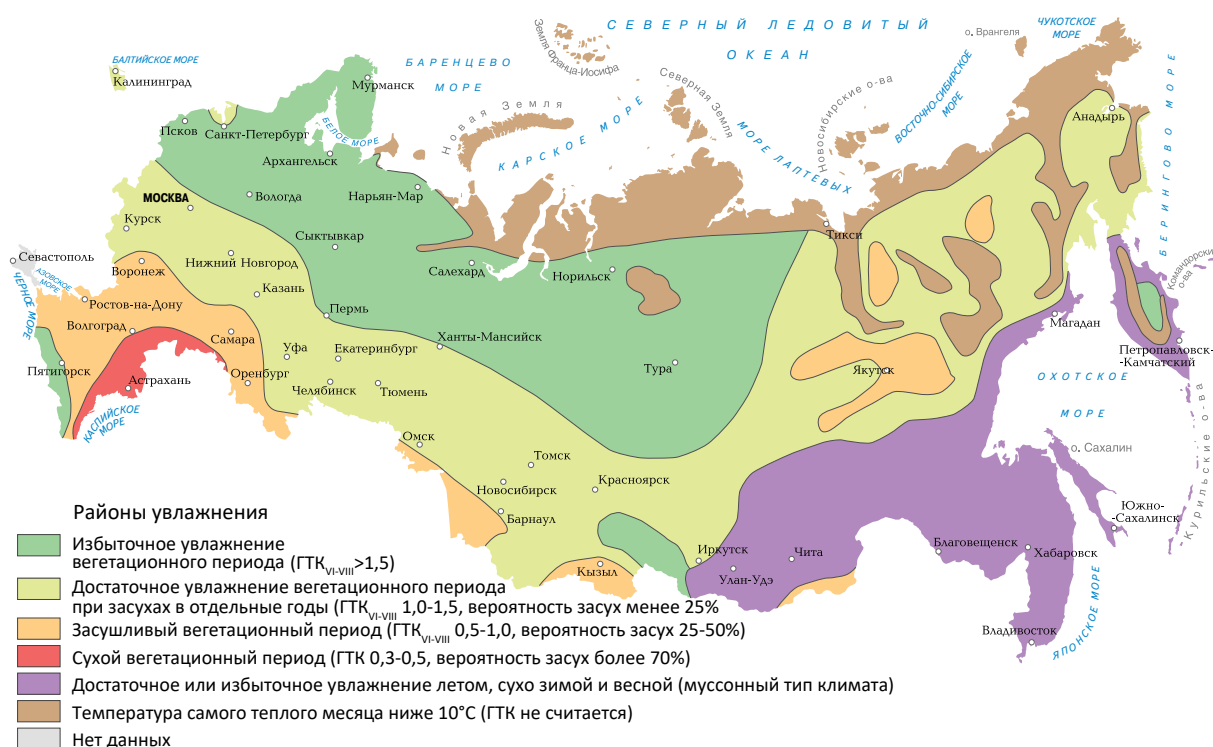 СЕВЕРНЫЙ ЛЕДОВИТЫЙ
ОКЕАН
ЧУКОТСКОЕ
МОРЕ
о. Врангеля
Земля Франца-Иосифа
БАЛТИЙСКОЕ МОРЕ
Калининград
БАРЕНЦЕВО
МОРЕ
Мурманск
Северная Земля
Новосибирские о-ва
ВОСТОЧНО-СИБИРСКОЕ
МОРЕ
БЕРИНГОВО МОРЕ
Новая Земля
КАРСКОЕ МОРЕ
МОРЕ ЛАПТЕВЫХ
Анадырь
Псков
Санкт-Петербург
БЕЛОЕ МОРЕ
Архангельск
МОСКВА
Вологда
Нарьян-Мар
Курск
Сыктывкар
Тикси
Севастополь
АЗОВСКОЕ
МОРЕ
ЧЕРНОЕ МОРЕ
Воронеж
Нижний Новгород
Салехард
Норильск
Командорские
о-ва
Казань
Ростов-на-Дону
Волгоград
Пермь
Магадан
Самара
Уфа
Екатеринбург
Ханты-Мансийск
Петропавловск-
-Камчатский
Пятигорск
Астрахань
Оренбург
Челябинск
Тюмень
Тура
Якутск
ОХОТСКОЕ
МОРЕ
КАСПИЙСКОЕ
МОРЕ
Омск
Томск
о. Сахалин
Курильские о-ва
Новосибирск
Красноярск
Барнаул
Южно-
-Сахалинск
Иркутск
Чита
Благовещенск
Хабаровск
Кызыл
Улан-Удэ
Владивосток
ЯПОНСКОЕ МОРЕ
Районы увлажнения
Избыточное увлажнение
вегетационного периода (ГТК VI-VIII>1,5)
Достаточное увлажнение вегетационного периода
при засухах в отдельные годы (ГТК VI-VIII 1,0-1,5, вероятность засух менее 25%
Засушливый вегетационный период (ГТК VI-VIII 0,5-1,0, вероятность засух 25-50%)
Сухой вегетационный период (ГТК 0,3-0,5, вероятность засух более 70%)
Достаточное или избыточное увлажнение летом, сухо зимой и весной (муссонный тип климата)
Температура самого теплого месяца ниже 10°С (ГТК не считается)
Нет данных